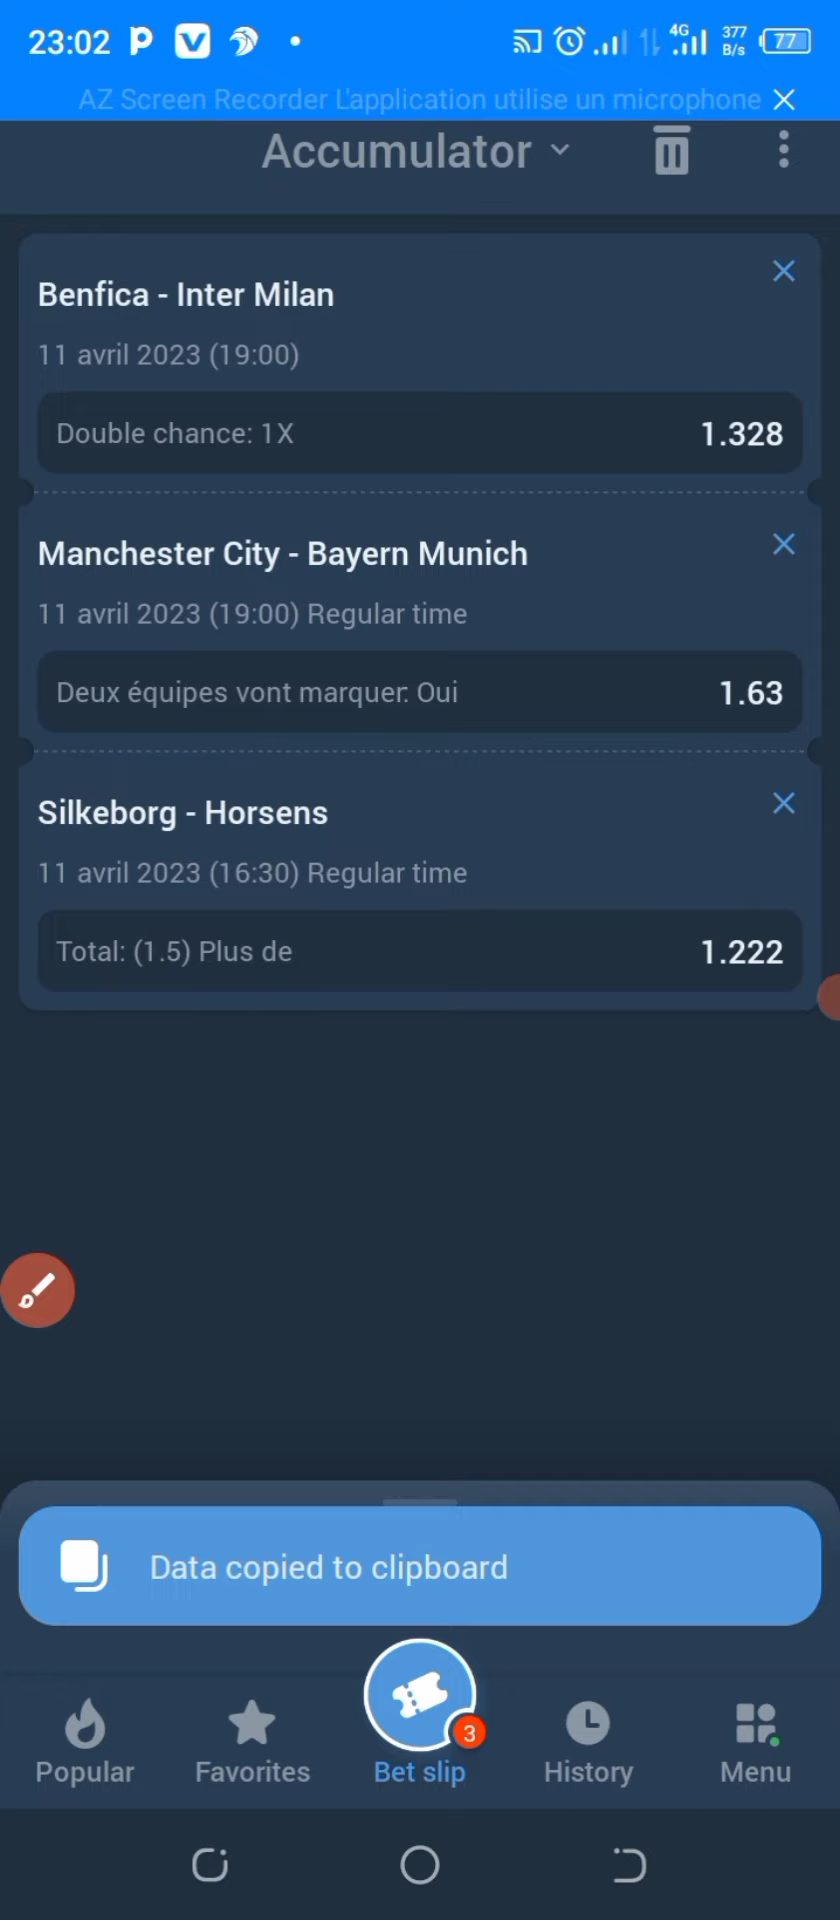 23:02
4G
377
B/s
77
AZ Screen Recorder L'application utilise un microphone
Accumulator
Benfica - Inter Milan
11 avril 2023 (19:00)
Double chance: 1X 1.328
Manchester City - Bayern Munich
11 avril 2023 (19:00) Regular time
Deux équipes vont marquer: Oui 1.63
Silkeborg - Horsens
11 avril 2023 (16:30) Regular time
Total: (1.5) Plus de 1.222
Data copied to clipboard
3
Popular Favorites Bet slip History Menu